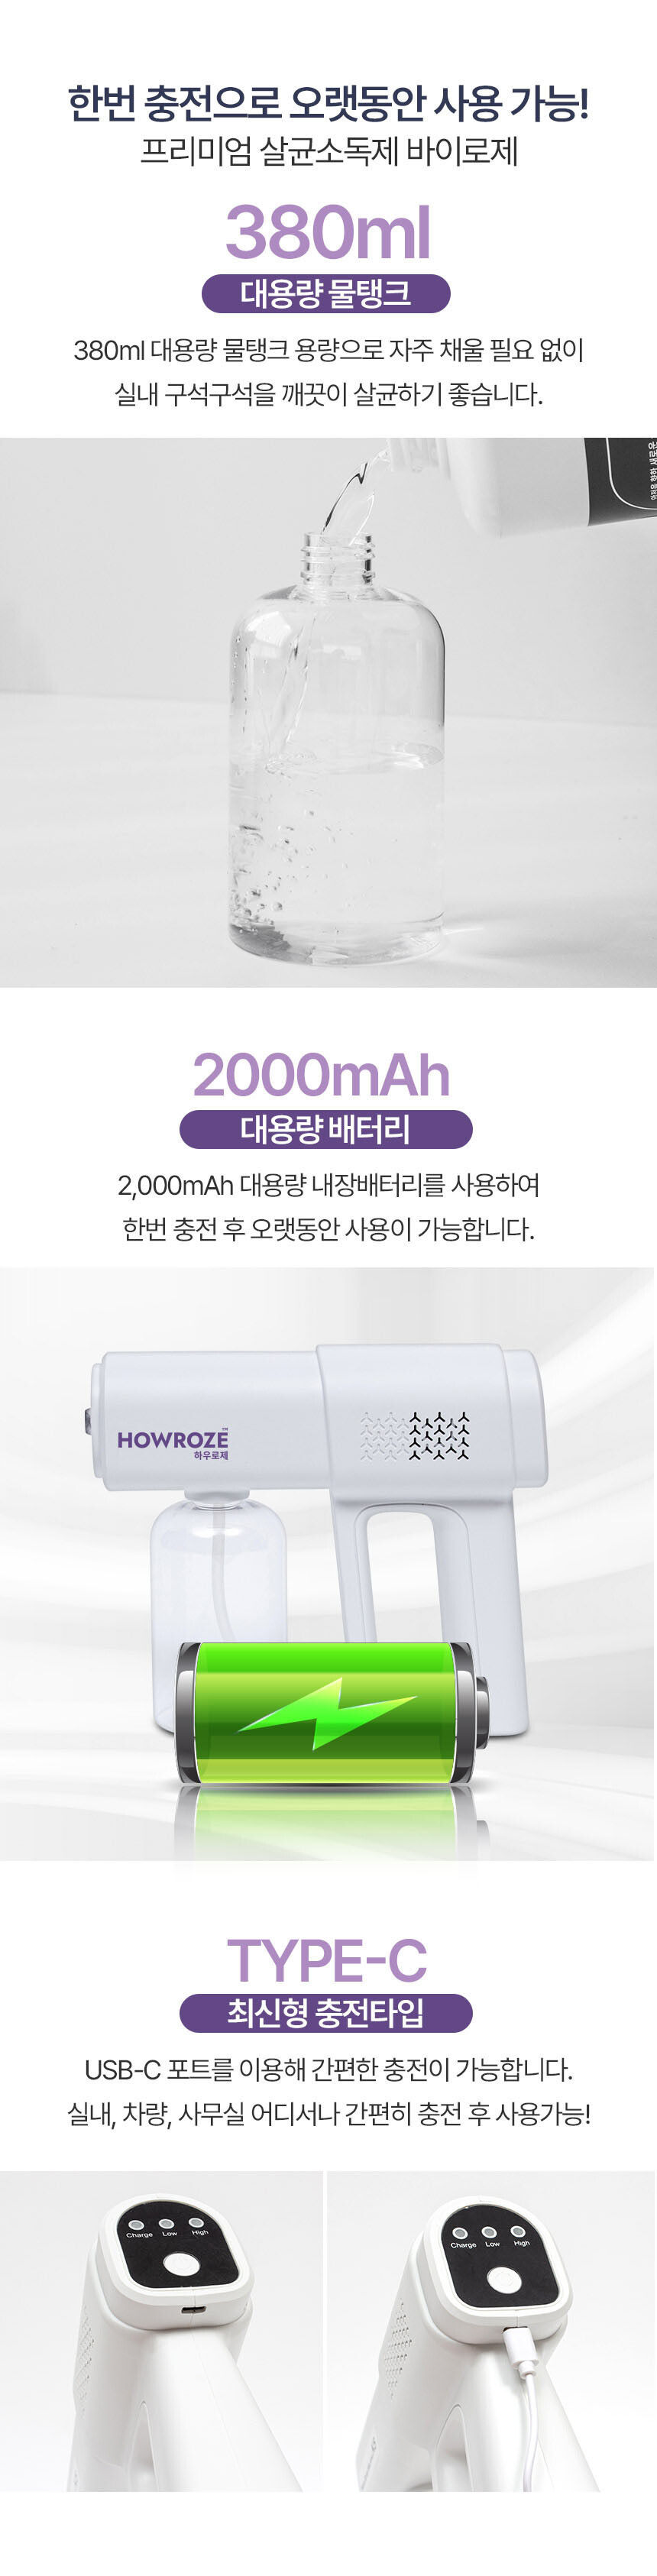 한번 충전으로 오랫동안 사용 가능!
프리미엄 살균소독제 바이로제
380ml
대용량 물탱크
380ml 대용량 물탱크 용량으로 자주 채울 필요 없이
실내 구석구석을 깨끗이 살균하기 좋습니다.
2000mAh
대용량 배터리
2,000mAh 대용량 내장배터리를 사용하여
한번 충전 후 오랫동안 사용이 가능합니다.
HOWROZE™
하우로제
TYPE-C
최신형 충전타입
USB-C 포트를 이용해 간편한 충전이 가능합니다.
실내, 차량, 사무실 어디서나 간편히 충전 후 사용가능!
Charge Low High
Charge Low High